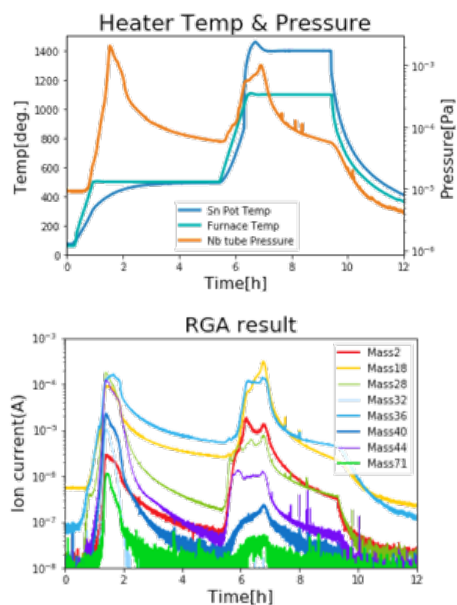 Heater Temp & Pressure
Temp[deg.]
1400
1200
1000
800
600
400
200
0
10⁻³
10⁻⁴
10⁻⁵
10⁻⁶
Pressure[Pa]
Sn Pot Temp
Furnace Temp
Nb tube Pressure
0 2 4 6 8 10 12
Time[h]
RGA result
Ion current(A)
10⁻³
10⁻⁴
10⁻⁵
10⁻⁶
10⁻⁷
10⁻⁸
Mass2
Mass18
Mass28
Mass32
Mass36
Mass40
Mass44
Mass71
0 2 4 6 8 10 12
Time[h]